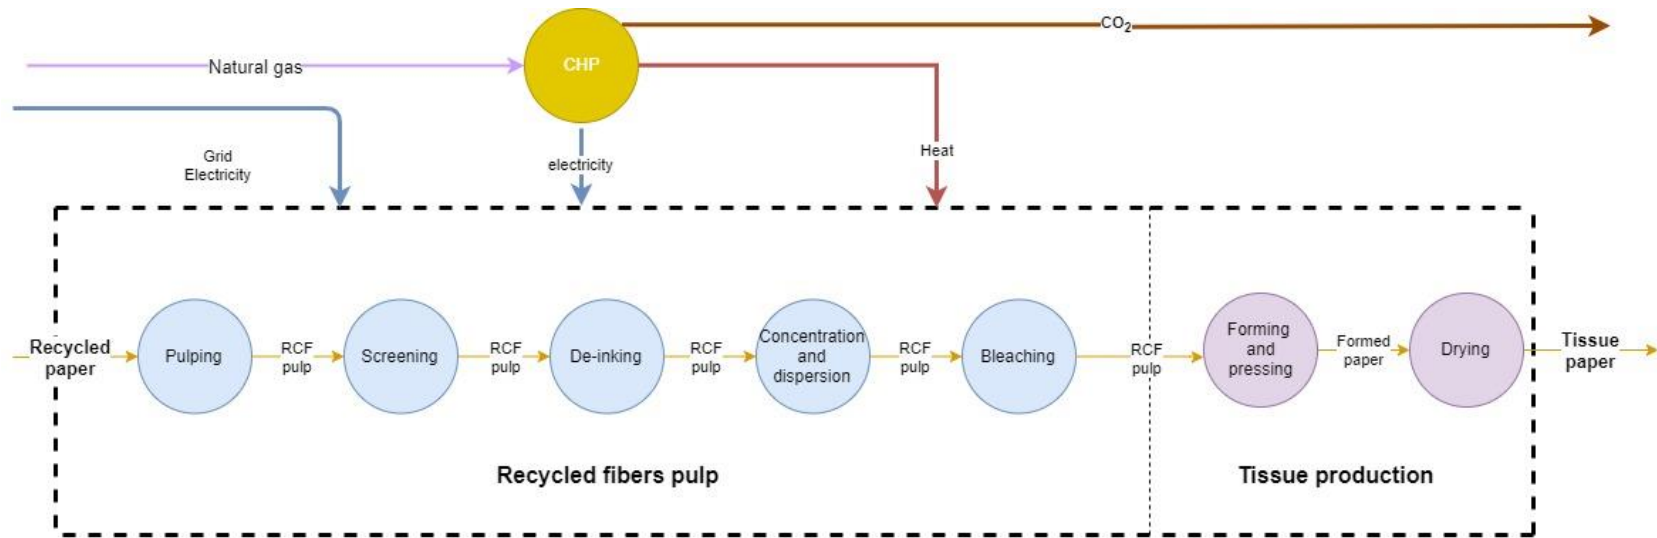 CO2
Natural gas
CHP
Grid
Electricity
electricity
Heat
Recycled
paper
Pulping
RCF
pulp
Screening
RCF
pulp
De-inking
RCF
pulp
Concentration
and
dispersion
RCF
pulp
Bleaching
RCF
pulp
Forming
and
pressing
Formed
paper
Drying
Tissue
paper
Recycled fibers pulp
Tissue production